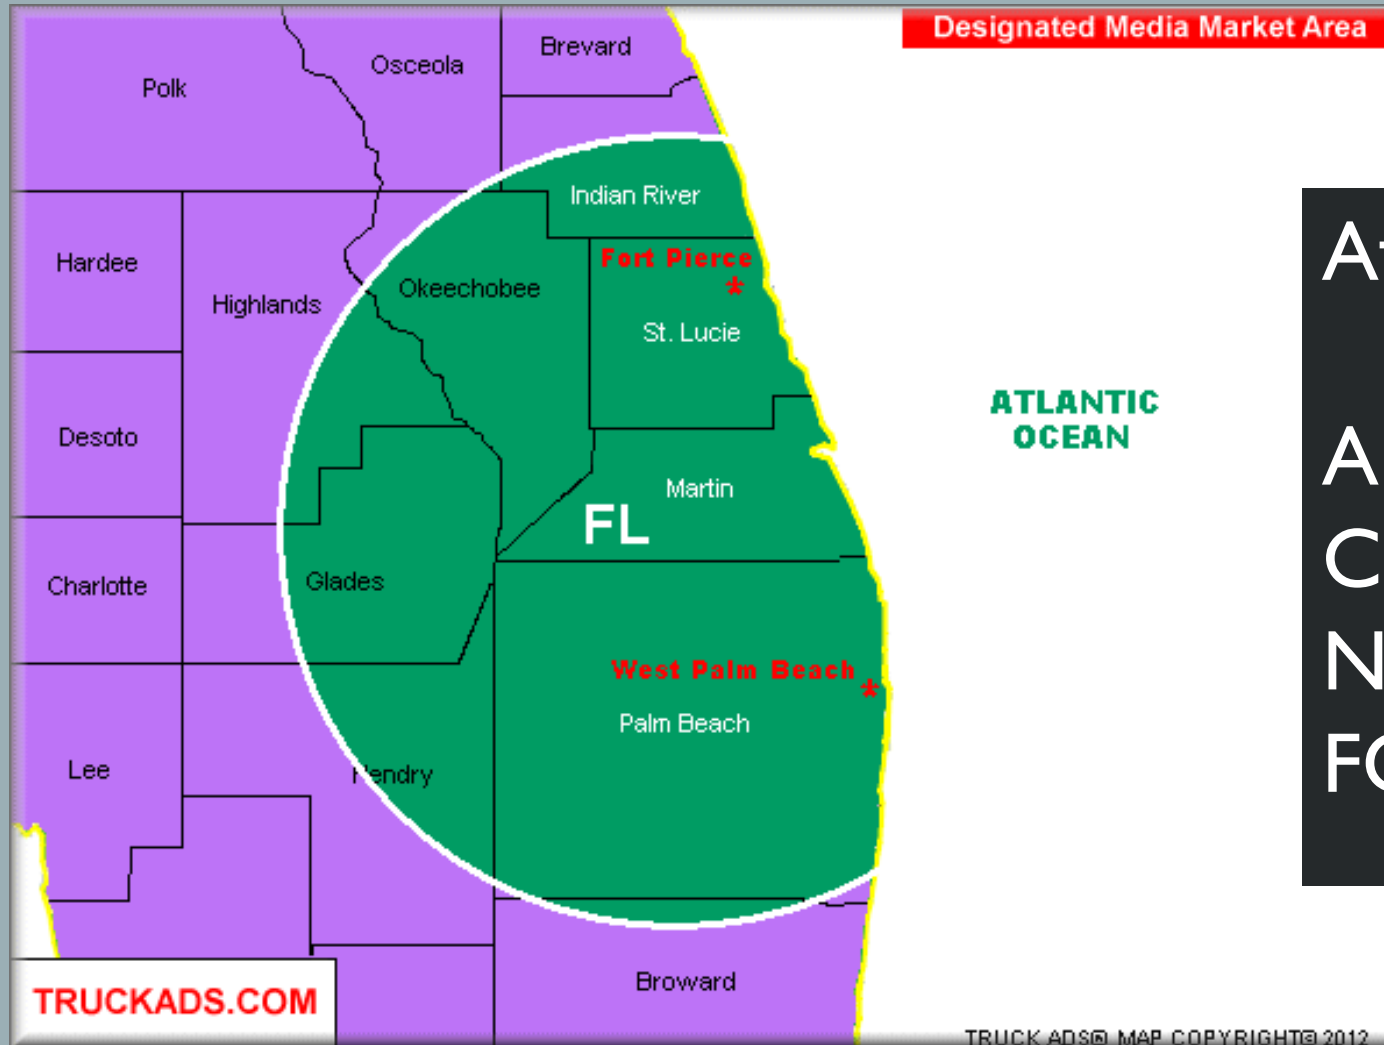 Designated Media Market Area
Brevard
Osceola
Polk
Indian River
Fort Pierce
*
Hardee
Okeechobee
Highlands
St. Lucie
ATLANTIC
OCEAN
Desoto
Martin
FL
Glades
Charlotte
West Palm Beach
*
Palm Beach
Lee
Hendry
Broward
TRUCKADS.COM
TRUCK ADS® MAP COPYRIGHT© 2012
A
C
N